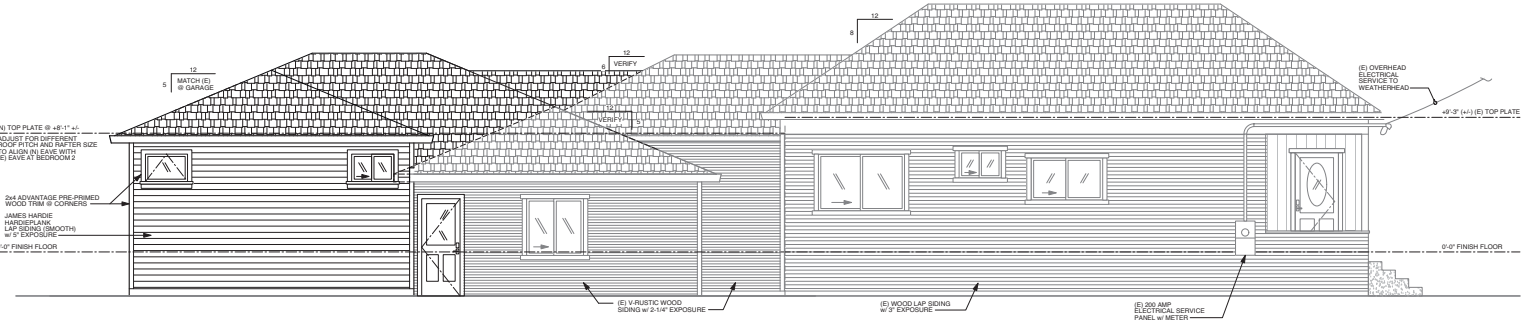 12
5
MATCH (E)
@ GARAGE
N) TOP PLATE @ +8'-1" +/-
ADJUST FOR DIFFERENT
ROOF PITCH AND RAFTER SIZE
TO ALIGN (N) EAVE WITH
E) EAVE AT BEDROOM 2
2x4 ADVANTAGE PRE-PRIMED
WOOD TRIM @ CORNERS
JAMES HARDIE
HARDIEPLANK
LAP SIDING (SMOOTH)
w/ 5" EXPOSURE
'-0" FINISH FLOOR
12
6
VERIFY
12
VERIFY
5
12
8
(E) OVERHEAD
ELECTRICAL
SERVICE TO
WEATHERHEAD
+9'-3" (+/-) (E) TOP PLATE
0'-0" FINISH FLOOR
(E) V-RUSTIC WOOD
SIDING w/ 2-1/4" EXPOSURE
(E) WOOD LAP SIDING
w/ 3" EXPOSURE
(E) 200 AMP
ELECTRICAL SERVICE
PANEL w/ METER